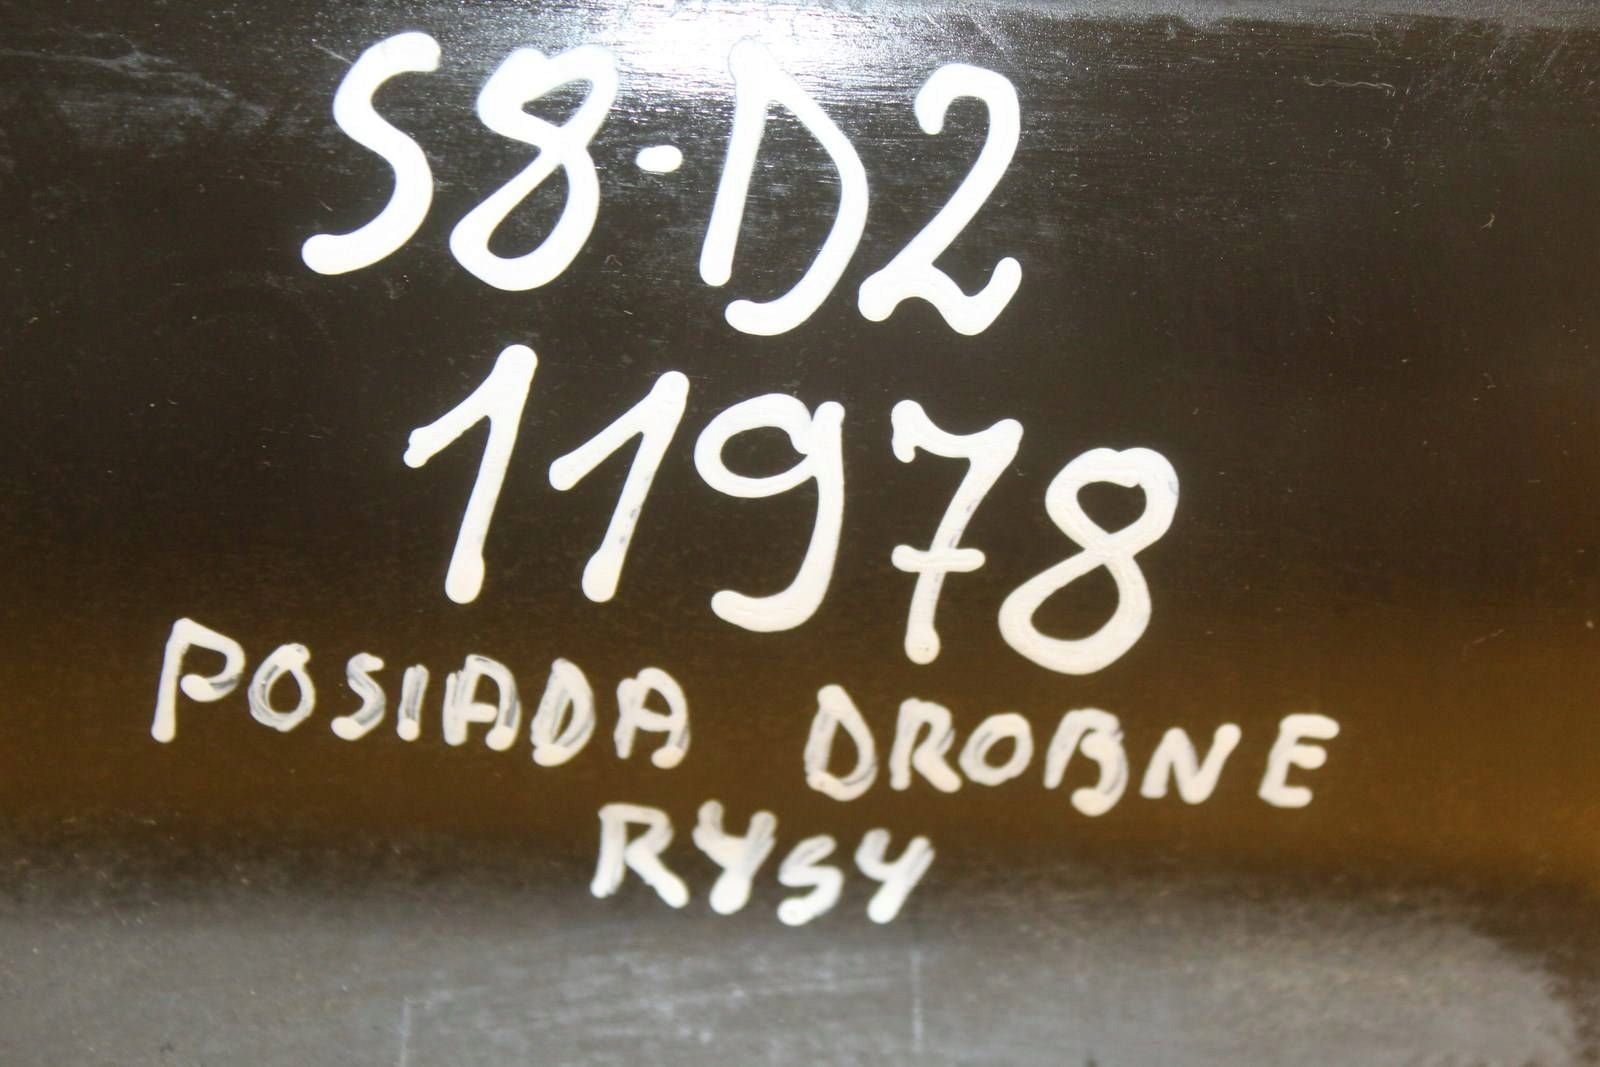 S8·D2
11978
POSIADA DROBNE
RYSY